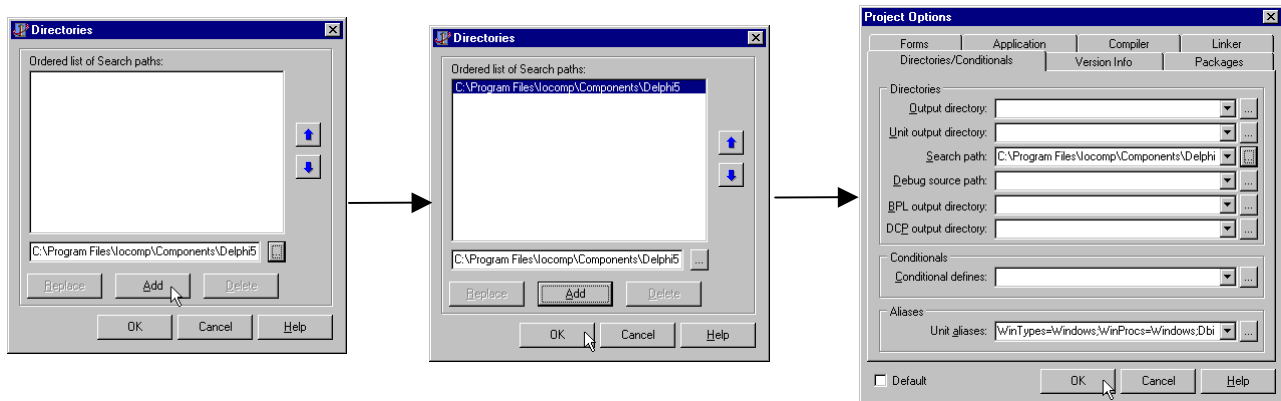 Directories
Ordered list of Search paths:
C:\Program Files\Iocomp\Components\Delphi5
...
Replace Add Delete
OK Cancel Help
Directories
Ordered list of Search paths:
C:\Program Files\Iocomp\Components\Delphi5
C:\Program Files\Iocomp\Components\Delphi5
...
Replace Add Delete
OK Cancel Help
Project Options
Forms Application Compiler Linker
Directories/Conditionals Version Info Packages
Directories
Output directory: ...
Unit output directory: ...
Search path: C:\Program Files\Iocomp\Components\Delphi ...
Debug source path: ...
BPL output directory: ...
DCP output directory: ...
Conditionals
Conditional defines: ...
Aliases
Unit aliases: WinTypes=Windows;WinProcs=Windows;Dbi ...
Default OK Cancel Help